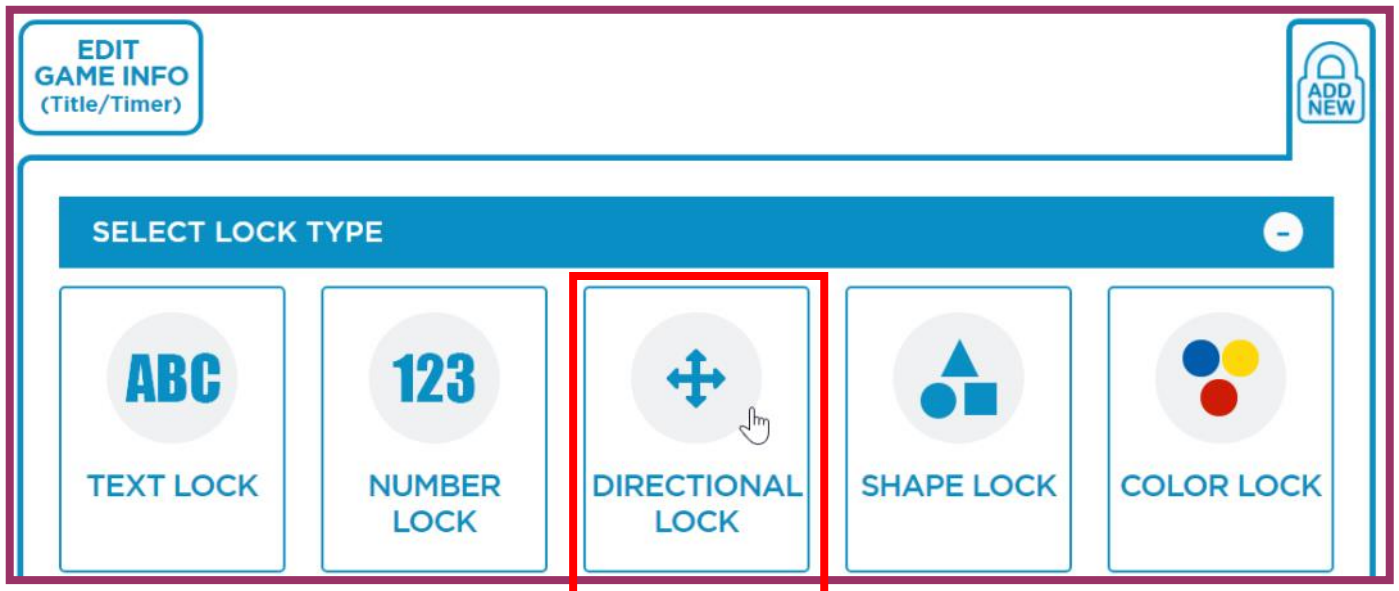 EDIT
GAME INFO
(Title/Timer)
ADD
NEW
SELECT LOCK TYPE
-
ABC
123
TEXT LOCK
NUMBER
LOCK
DIRECTIONAL
LOCK
SHAPE LOCK
COLOR LOCK